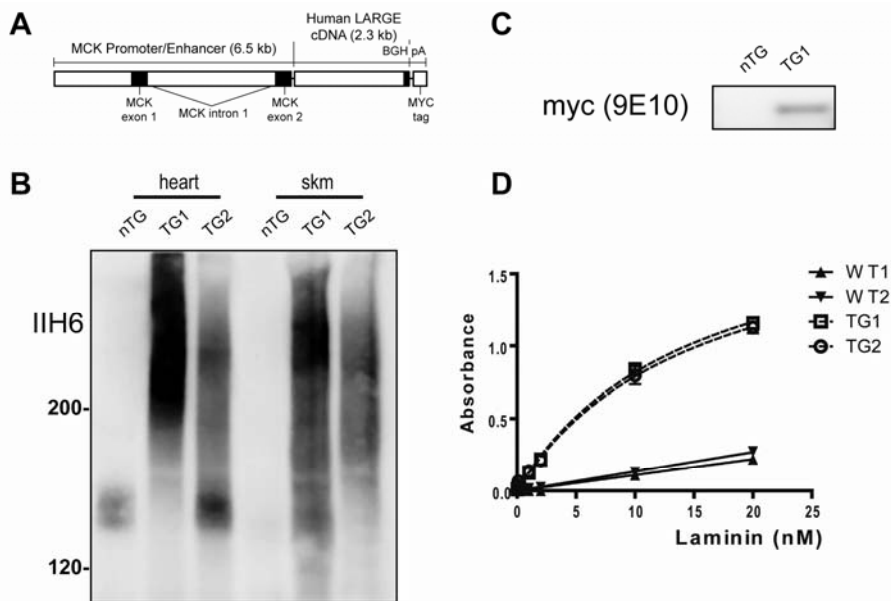 A
Human LARGE
cDNA (2.3 kb)
MCK Promoter/Enhancer (6.5 kb)
BGH pA
MCK
exon 1
MCK intron 1
MCK
exon 2
MYC
tag
C
nTG TG1
myc (9E10)
B
heart skm
nTG TG1 TG2 nTG TG1 TG2
IIH6
200-
120-
D
1.5
1.0
0.5
0.0
Absorbance
0 5 10 15 20 25
Laminin (nM)
W T1
W T2
TG1
TG2